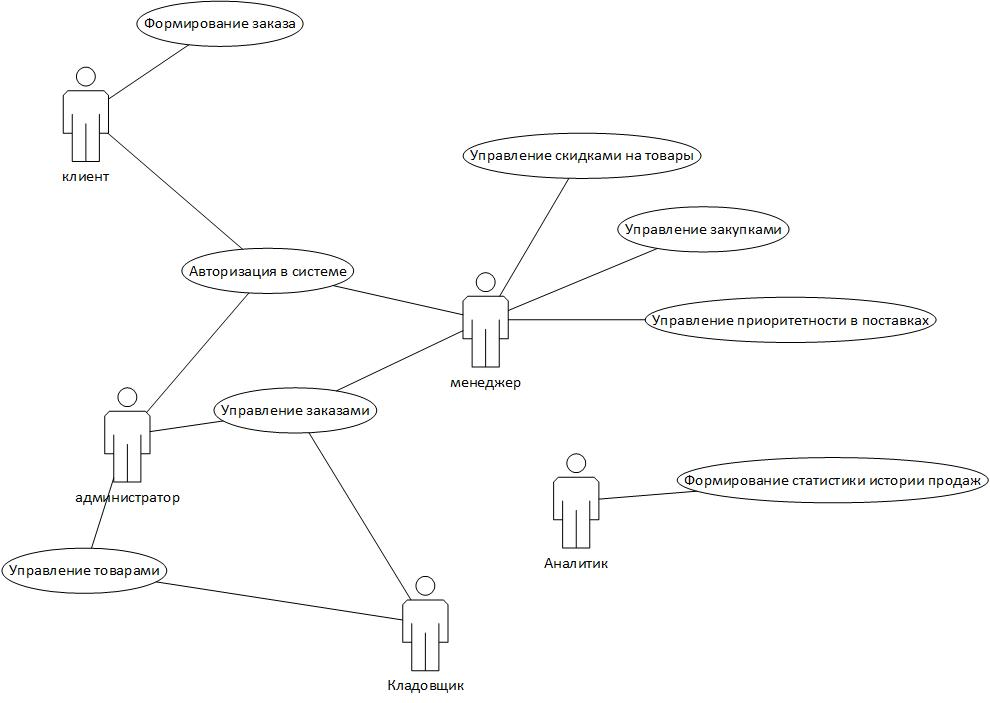 Формирование заказа
клиент
Управление скидками на товары
Управление закупками
Авторизация в системе
Управление приоритетности в поставках
менеджер
Управление заказами
администратор
Формирование статистики истории продаж
Аналитик
Управление товарами
Кладовщик